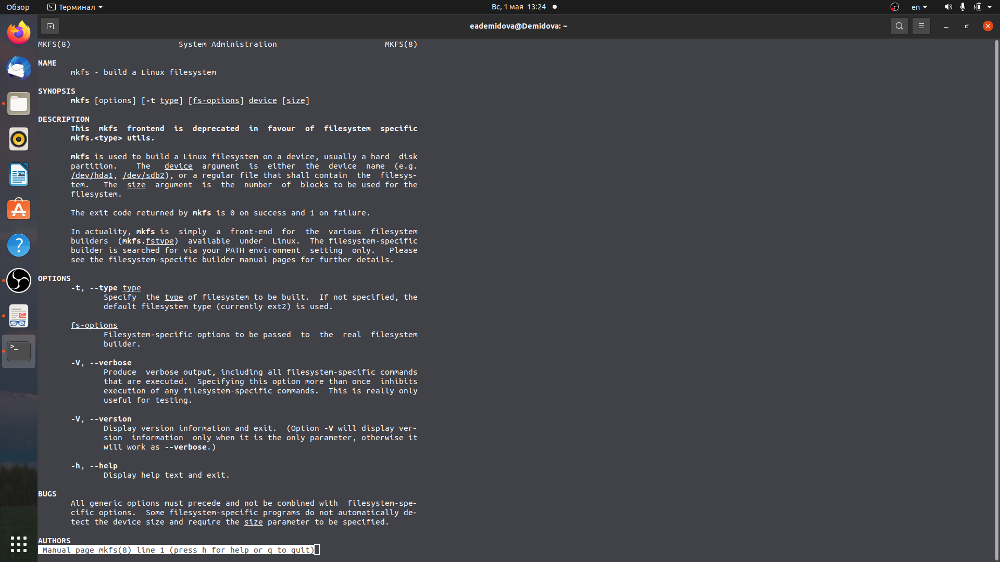 Обзор Терминал Вс, 1 мая 13:24 en
eademidova@Demidova: ~
MKFS(8) System Administration MKFS(8)
NAME
mkfs - build a Linux filesystem
SYNOPSIS
mkfs [options] [-t type] [fs-options] device [size]
DESCRIPTION
This mkfs frontend is deprecated in favour of filesystem specific
mkfs.<type> utils.
mkfs is used to build a Linux filesystem on a device, usually a hard disk
partition. The device argument is either the device name (e.g.
/dev/hda1, /dev/sdb2), or a regular file that shall contain the filesys-
tem. The size argument is the number of blocks to be used for the
filesystem.
The exit code returned by mkfs is 0 on success and 1 on failure.
In actuality, mkfs is simply a front-end for the various filesystem
builders (mkfs.fstype) available under Linux. The filesystem-specific
builder is searched for via your PATH environment setting only. Please
see the filesystem-specific builder manual pages for further details.
OPTIONS
-t, --type type
Specify the type of filesystem to be built. If not specified, the
default filesystem type (currently ext2) is used.
fs-options
Filesystem-specific options to be passed to the real filesystem
builder.
-V, --verbose
Produce verbose output, including all filesystem-specific commands
that are executed. Specifying this option more than once inhibits
execution of any filesystem-specific commands. This is really only
useful for testing.
-V, --version
Display version information and exit. (Option -V will display ver-
sion information only when it is the only parameter, otherwise it
will work as --verbose.)
-h, --help
Display help text and exit.
BUGS
All generic options must precede and not be combined with filesystem-spe-
cific options. Some filesystem-specific programs do not automatically de-
tect the device size and require the size parameter to be specified.
AUTHORS
Manual page mkfs(8) line 1 (press h for help or q to quit)